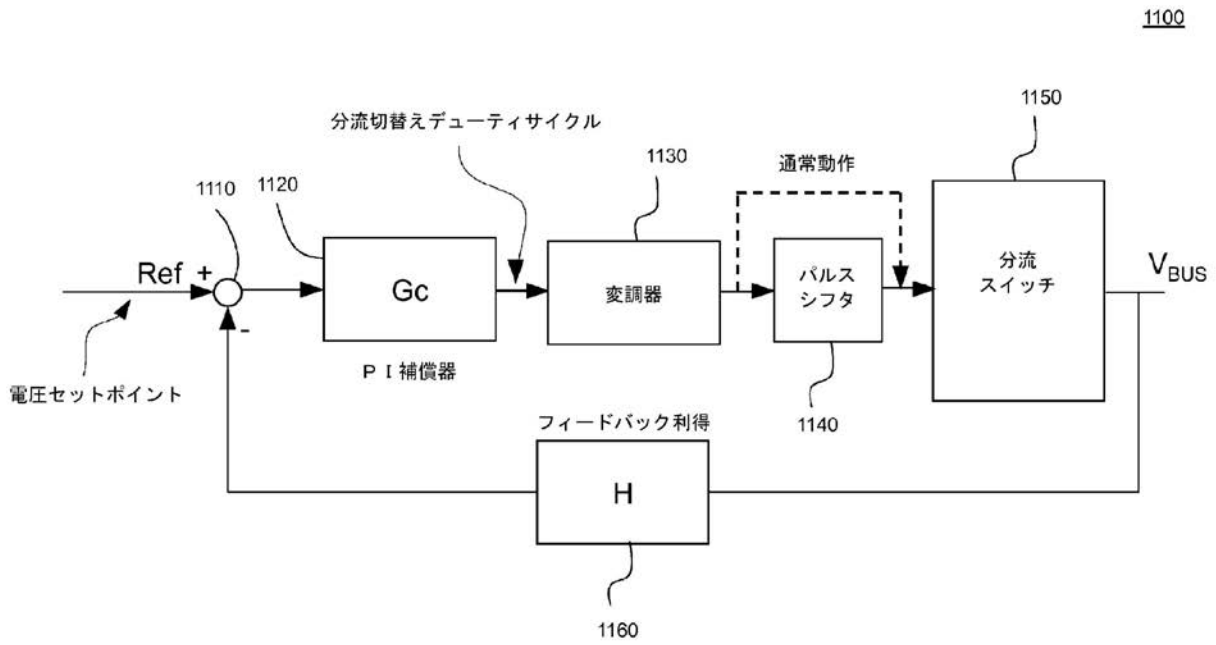 1100
分流切替えデューティサイクル
1150
1130
通常動作
1110
1120
Ref +
-
Gc
変調器
パルス
シフタ
分流
スイッチ
VBUS
PI補償器
電圧セットポイント
1140
フィードバック利得
H
1160